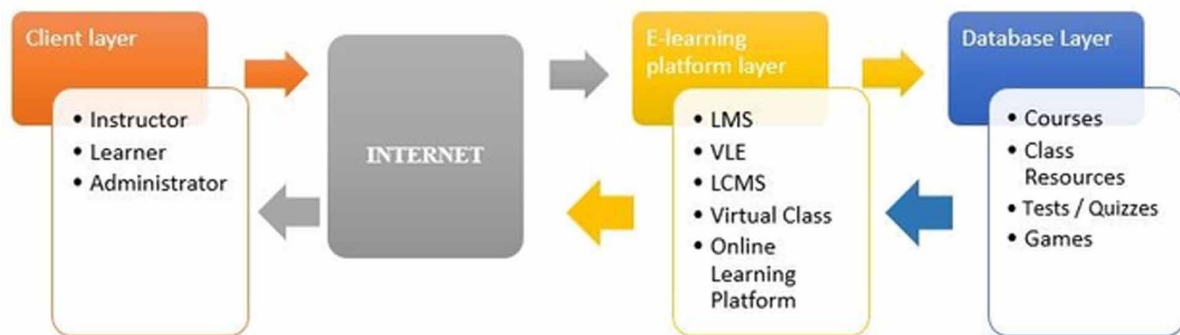 Client layer
• Instructor
• Learner
• Administrator
INTERNET
E-learning
platform layer
• LMS
• VLE
• LCMS
• Virtual Class
• Online
Learning
Platform
Database Layer
• Courses
• Class
Resources
• Tests / Quizzes
• Games